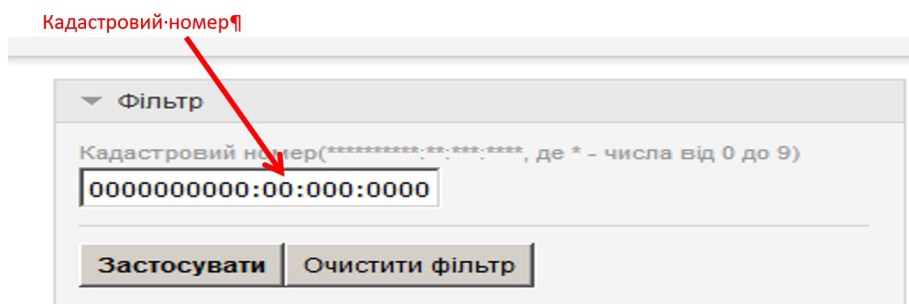 Кадастровий·номер¶
Фільтр
Кадастровий номер(**********:**:***:****, де * - числа від 0 до 9)
0000000000:00:000:0000
Застосувати Очистити фільтр